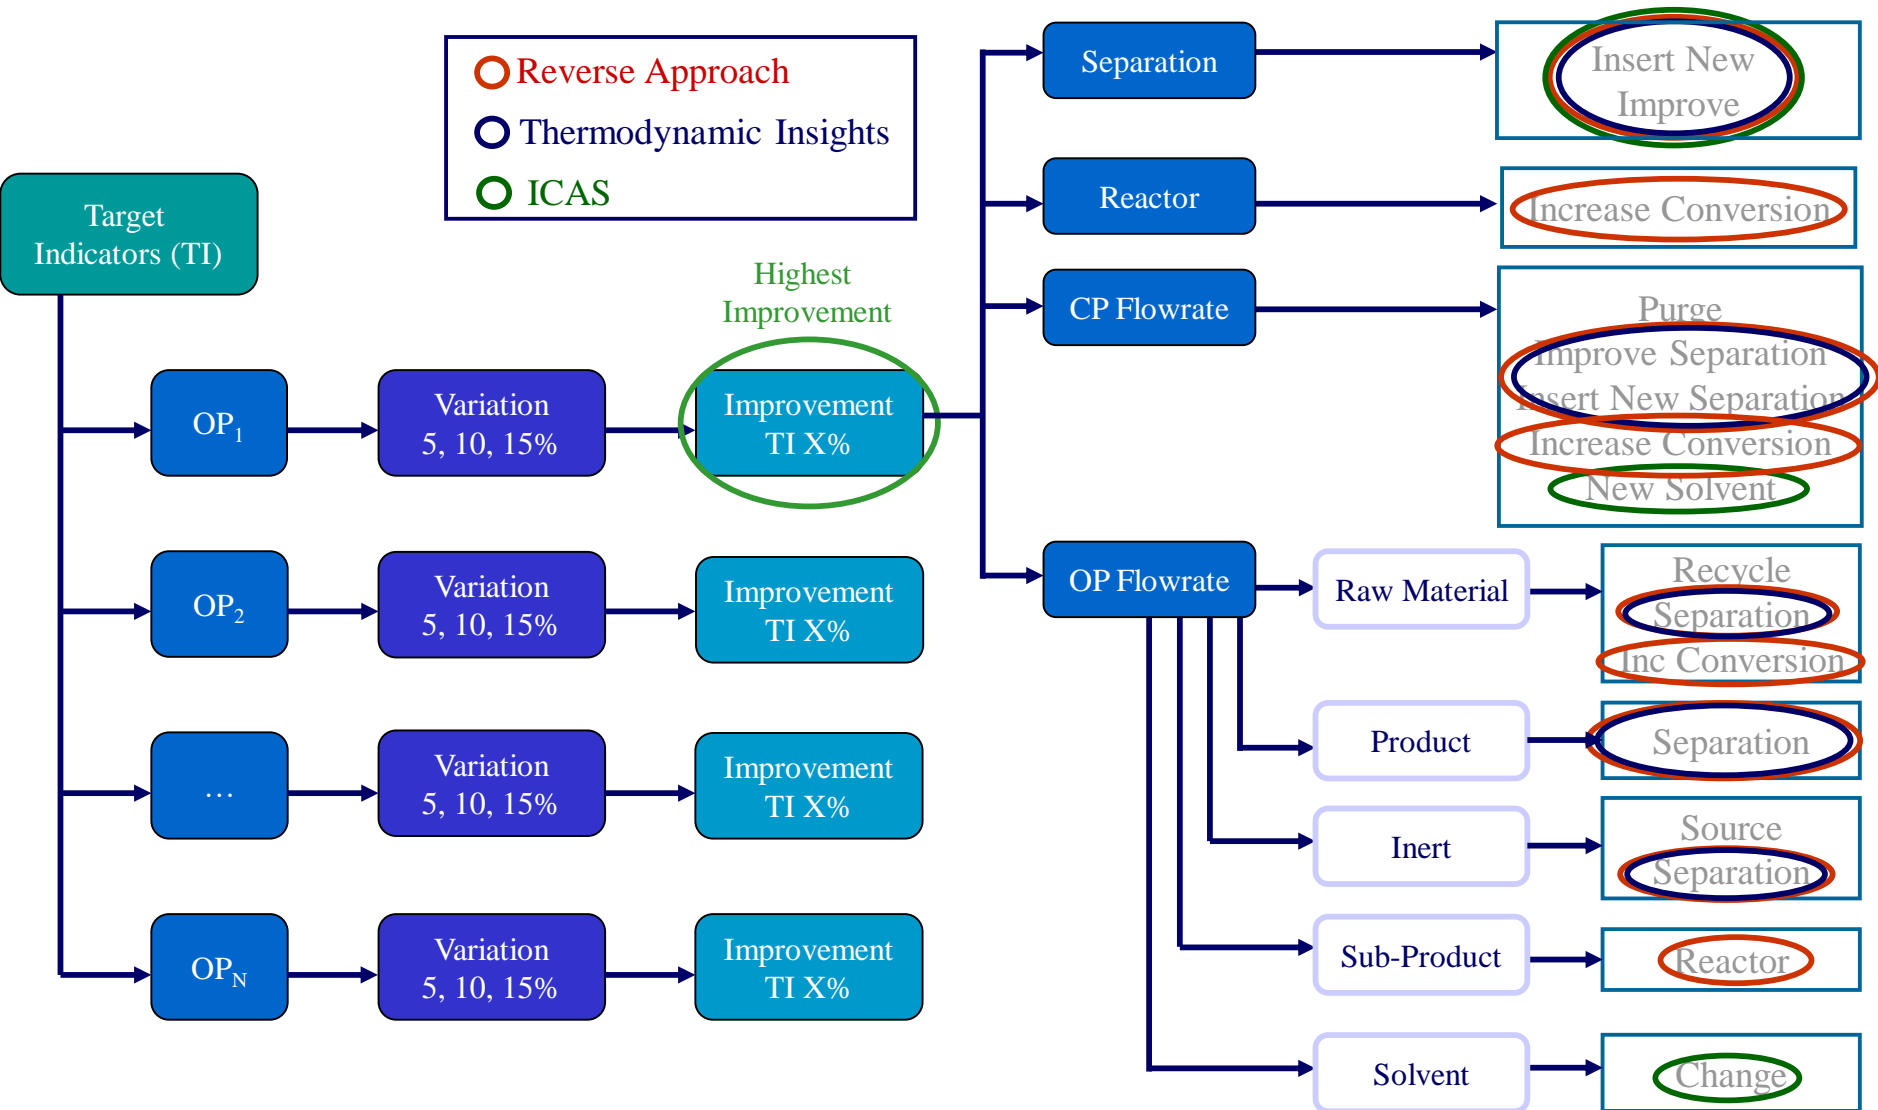 Reverse Approach
Thermodynamic Insights
ICAS
Target
Indicators (TI)
Highest
Improvement
OP1
Variation
5, 10, 15%
Improvement
TI X%
OP2
Variation
5, 10, 15%
Improvement
TI X%
…
Variation
5, 10, 15%
Improvement
TI X%
OPN
Variation
5, 10, 15%
Improvement
TI X%
Separation
Insert New
Improve
Reactor
Increase Conversion
CP Flowrate
Purge
Improve Separation
Insert New Separation
Increase Conversion
New Solvent
OP Flowrate
Raw Material
Recycle
Separation
Inc Conversion
Product
Separation
Inert
Source
Separation
Sub-Product
Reactor
Solvent
Change